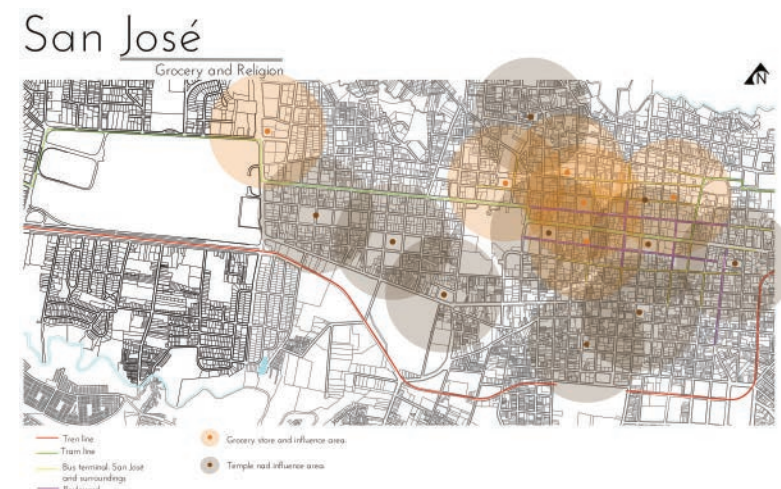 San José
Grocery and Religion
N
Tren line
Tram line
Bus terminal: San José
and surroundings
Grocery store and influence area
Temple nad influence area